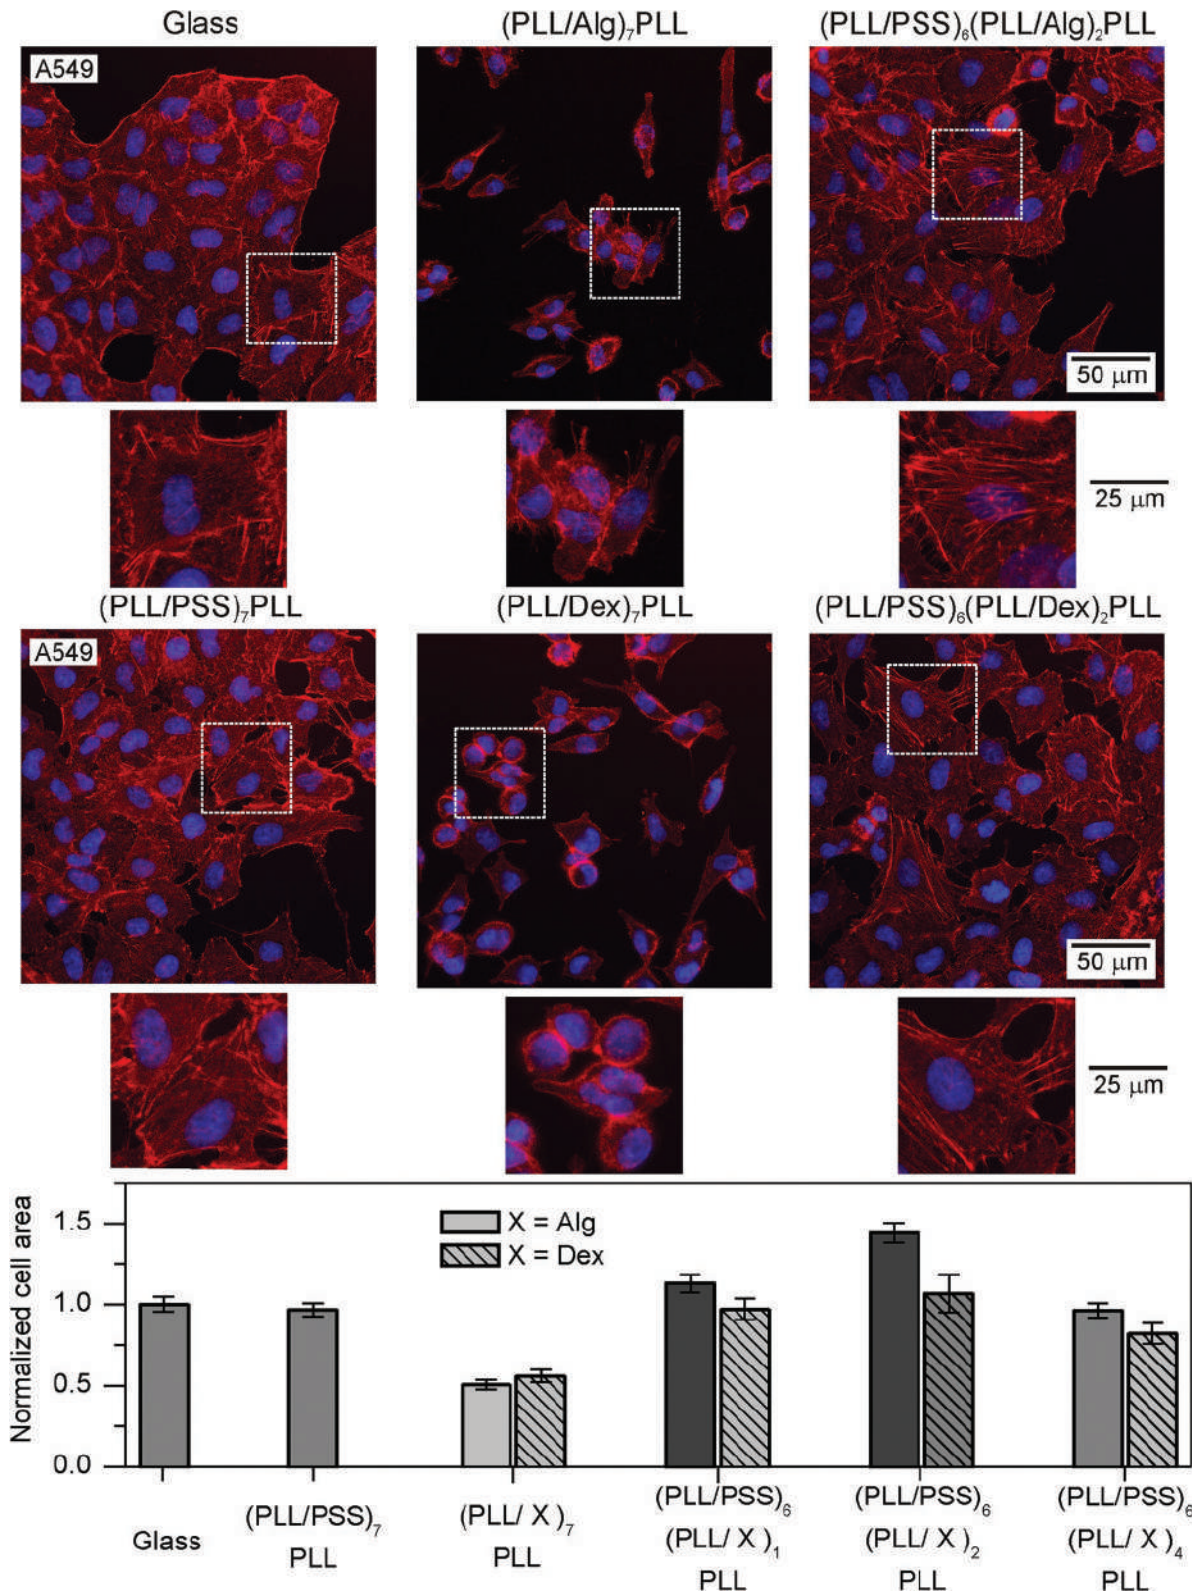 Glass
(PLL/Alg)₇PLL
(PLL/PSS)₆(PLL/Alg)₂PLL
A549
50 μm
25 μm
(PLL/PSS)₇PLL
(PLL/Dex)₇PLL
(PLL/PSS)₆(PLL/Dex)₂PLL
A549
50 μm
25 μm
Normalized cell area
1.5
1.0
0.5
0.0
X = Alg
X = Dex
Glass
(PLL/PSS)₇
PLL
(PLL/ X )₇
PLL
(PLL/PSS)₆
(PLL/ X )₁
PLL
(PLL/PSS)₆
(PLL/ X )₂
PLL
(PLL/PSS)₆
(PLL/ X )₄
PLL